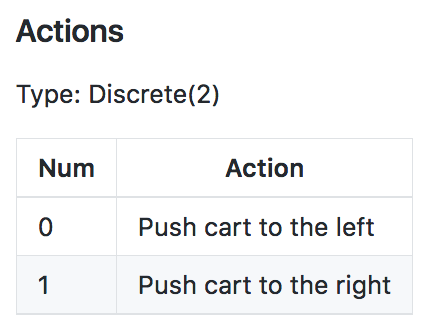 Actions
Type: Discrete(2)
Num Action
0 Push cart to the left
1 Push cart to the right